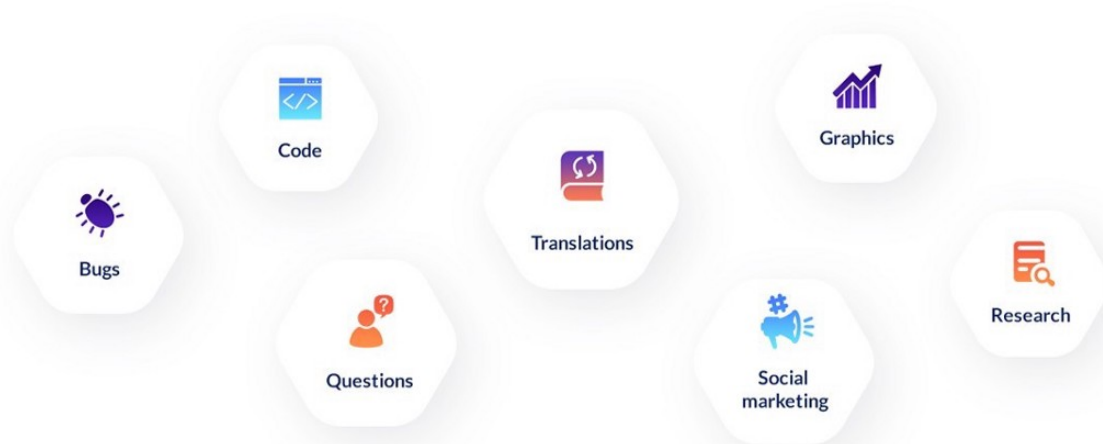 Code
Graphics
Translations
Bugs
Research
Questions
Social
marketing